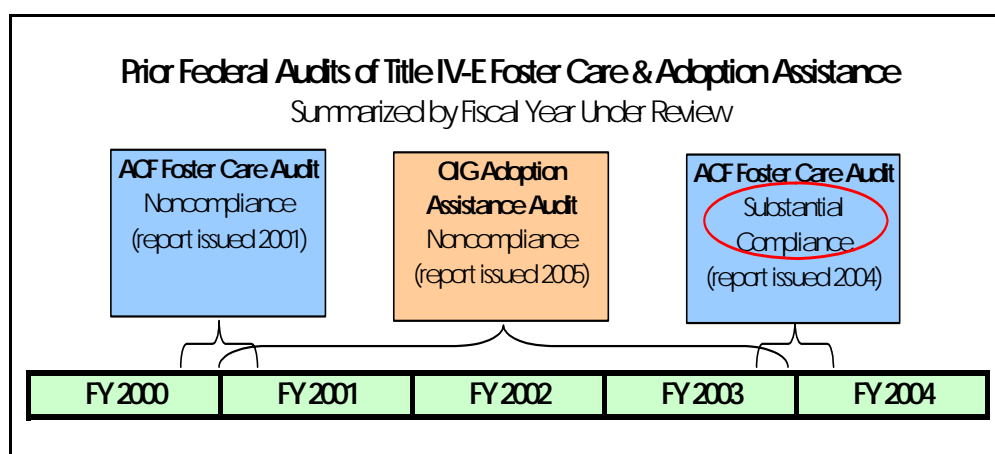 Prior Federal Audits of Title IV-E Foster Care & Adoption Assistance
Summarized by Fiscal Year Under Review
ACF Foster Care Audit
Noncompliance
(report issued 2001)
OIG Adoption
Assistance Audit
Noncompliance
(report issued 2005)
ACF Foster Care Audit
Substantial
Compliance
(report issued 2004)
FY 2000
FY 2001
FY 2002
FY 2003
FY 2004